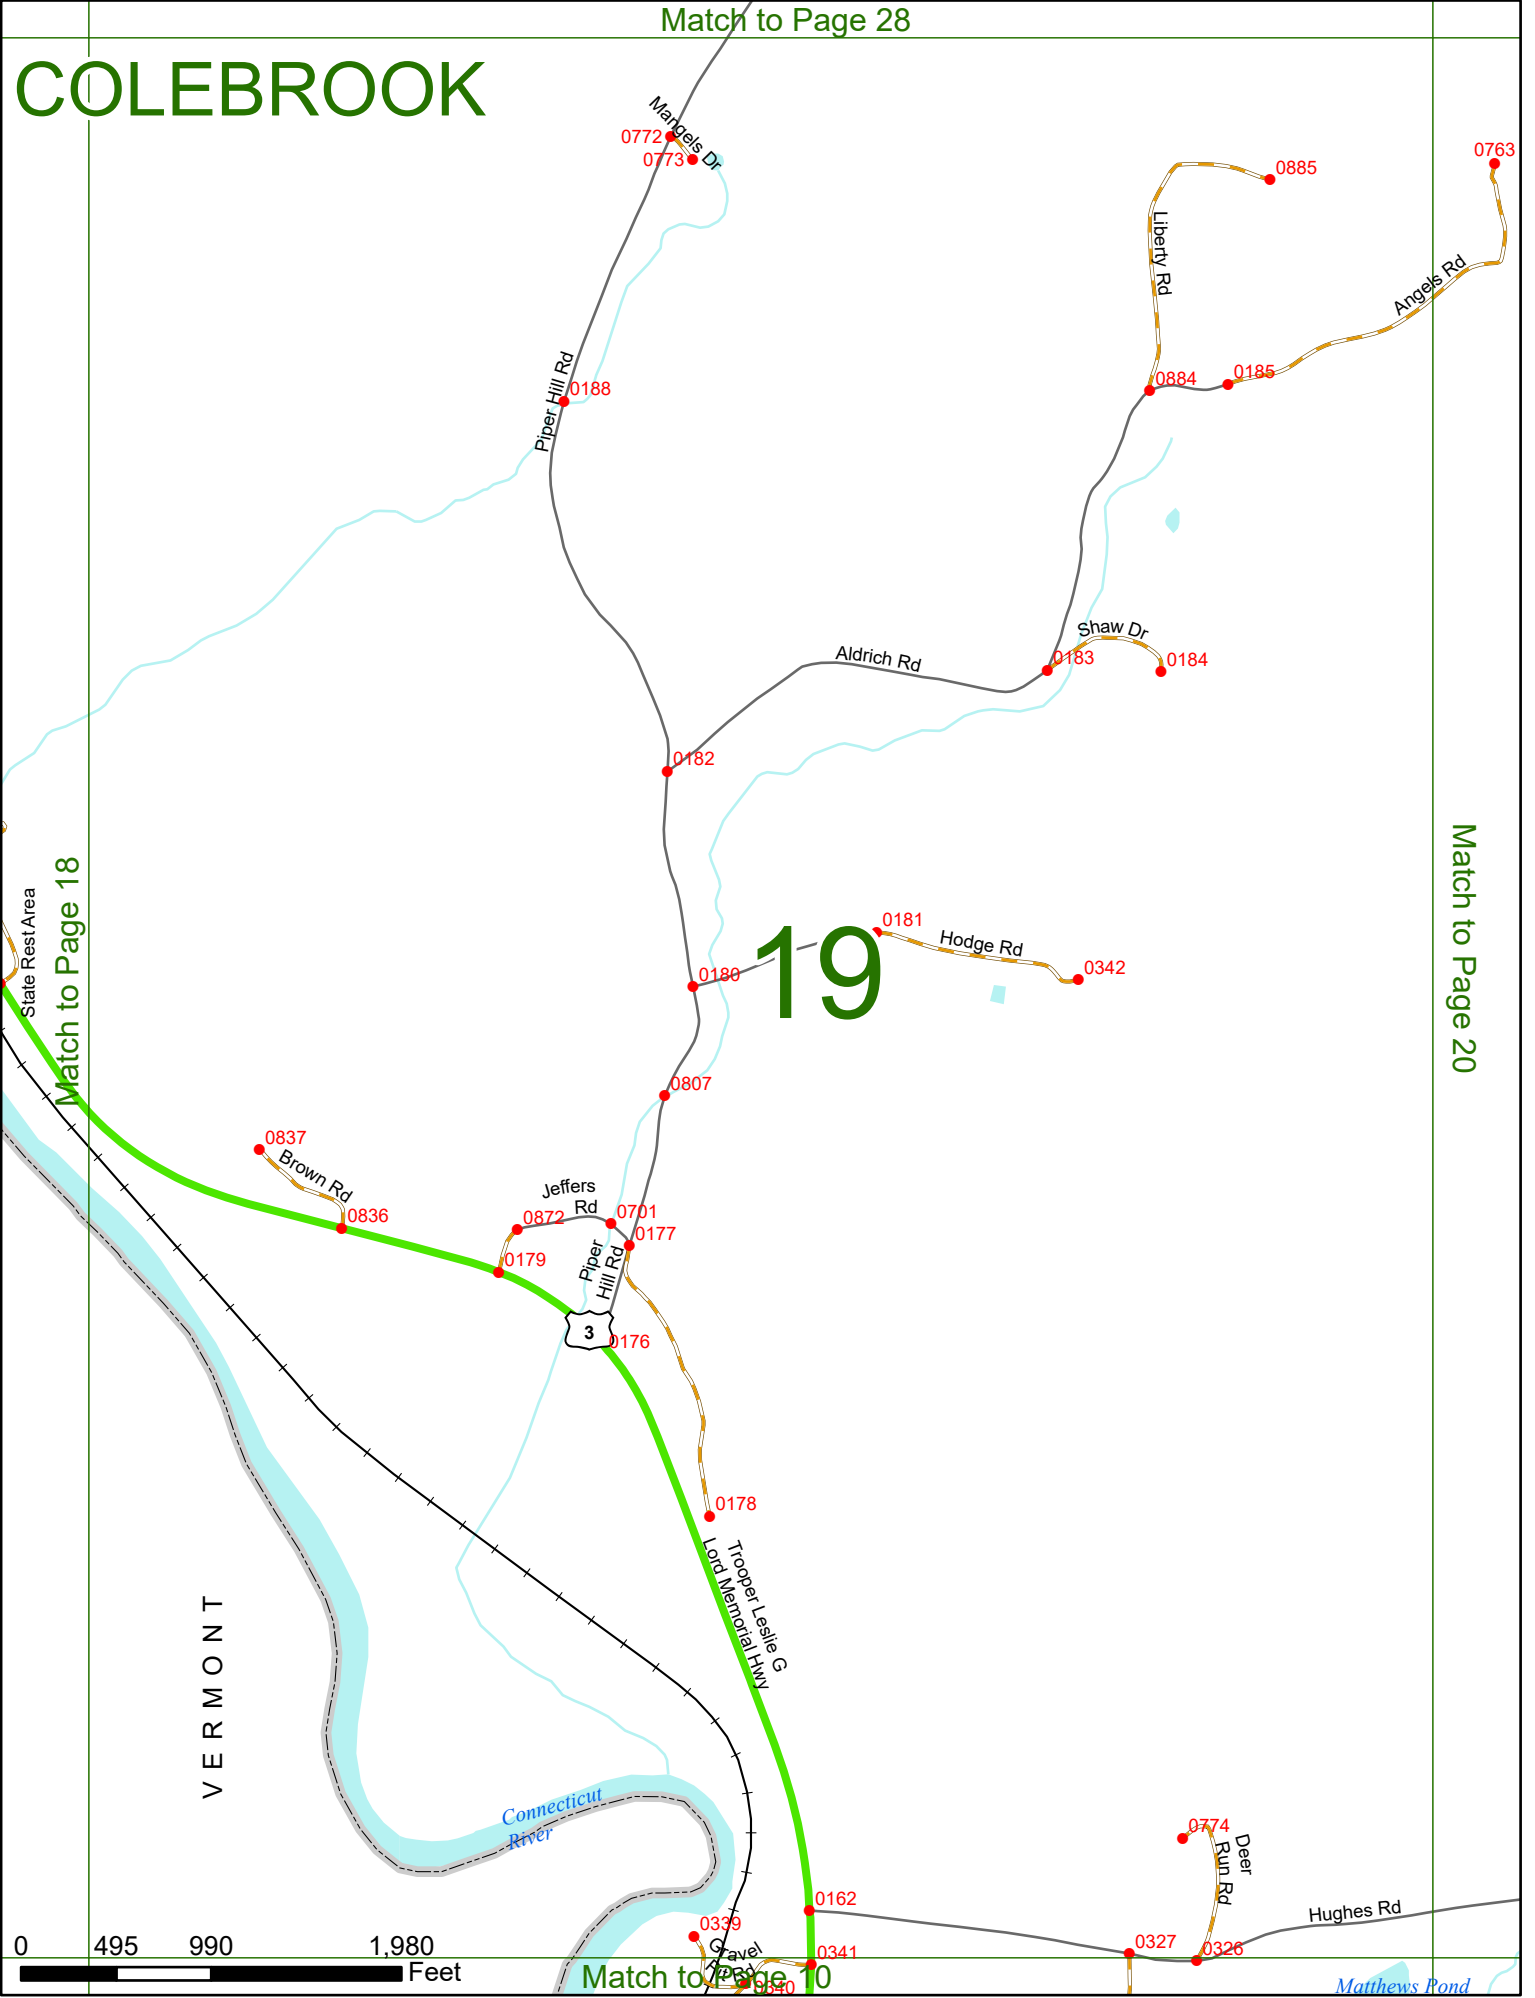 Match to Page 28
COLEBROOK
Mangels Dr
0772
0773
0885
0763
Liberty Rd
Angels Rd
Piper Hill Rd
0188
0884
0185
Shaw Dr
Aldrich Rd
0183
0184
0182
Match to Page 18
State Rest Area
Match to Page 20
19
0181
Hodge Rd
0342
0180
0807
0837
Brown Rd
0836
Jeffers
Rd
0872
0701
0177
0179
Piper
Hill Rd
3
0176
0178
Trooper Leslie G
Lord Memorial Hwy
VERMONT
Connecticut
River
0774
Deer
Run Rd
0162
Hughes Rd
0339
Gravel
Pit Rd
0341
0327
0326
0340
0 495 990 1,980
Feet
Match to Page 10
Matthews Pond